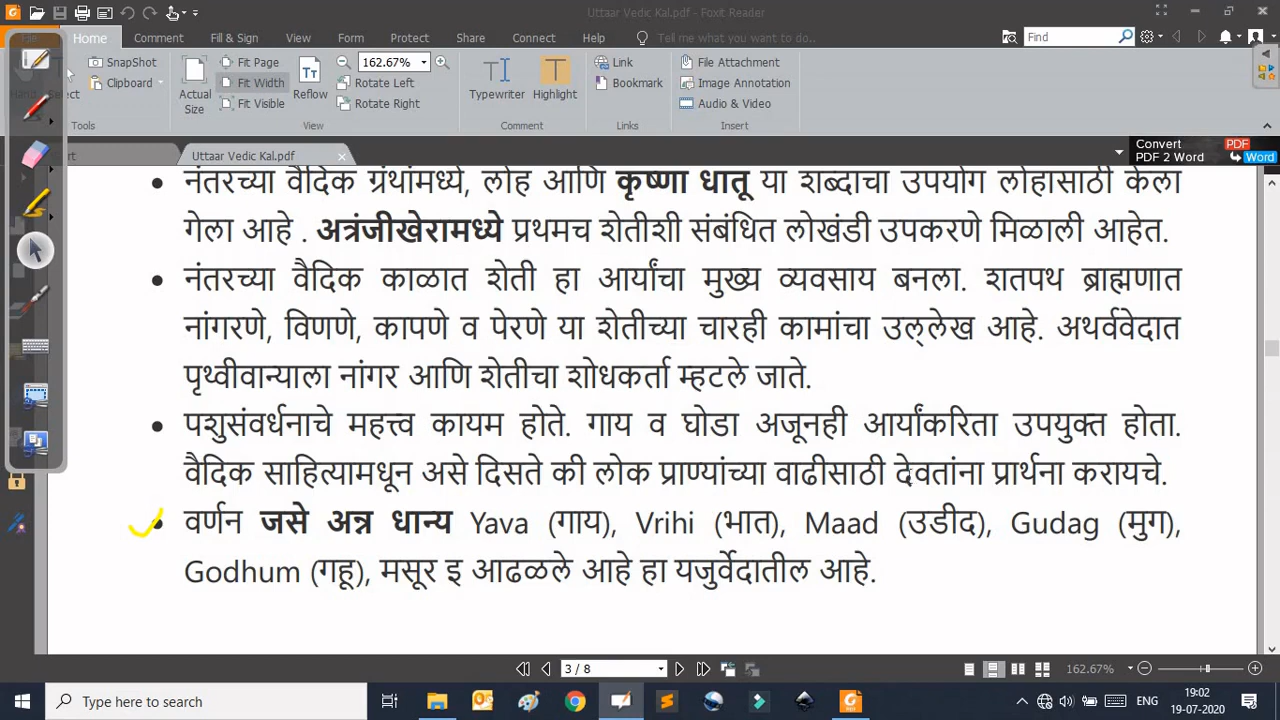 Uttaar Vedic Kal.pdf - Foxit Reader
File Home Comment Fill & Sign View Form Protect Share Connect Help Tell me what you want to do... Find
SnapShot Fit Page 162.67% Rotate Left Link File Attachment
Clipboard Actual Size Fit Width Reflow Rotate Right Typewriter Highlight Bookmark Image Annotation
Fit Visible Audio & Video
Tools View Comment Links Insert
Uttaar Vedic Kal.pdf
Convert PDF
PDF 2 Word Word
नंतरच्या वैदिक ग्रंथांमध्ये, लोह आणि कृष्णा धातू या शब्दाचा उपयोग लोहासाठी केला
गेला आहे . अत्रंजीखेरामध्ये प्रथमच शेतीशी संबंधित लोखंडी उपकरणे मिळाली आहेत.
नंतरच्या वैदिक काळात शेती हा आर्यांचा मुख्य व्यवसाय बनला. शतपथ ब्राह्मणात
नांगरणे, विणणे, कापणे व पेरणे या शेतीच्या चारही कामांचा उल्लेख आहे. अथर्ववेदात
पृथ्वीवान्याला नांगर आणि शेतीचा शोधकर्ता म्हटले जाते.
पशुसंवर्धनाचे महत्त्व कायम होते. गाय व घोडा अजूनही आर्यांकरिता उपयुक्त होता.
वैदिक साहित्यामधून असे दिसते की लोक प्राण्यांच्या वाढीसाठी देवतांना प्रार्थना करायचे.
वर्णन जसे अन्न धान्य Yava (गाय), Vrihi (भात), Maad (उडीद), Gudag (मुग),
Godhum (गहू), मसूर इ आढळले आहे हा यजुर्वेदातील आहे.
3 / 8 162.67%
Type here to search ENG 19:02
19-07-2020